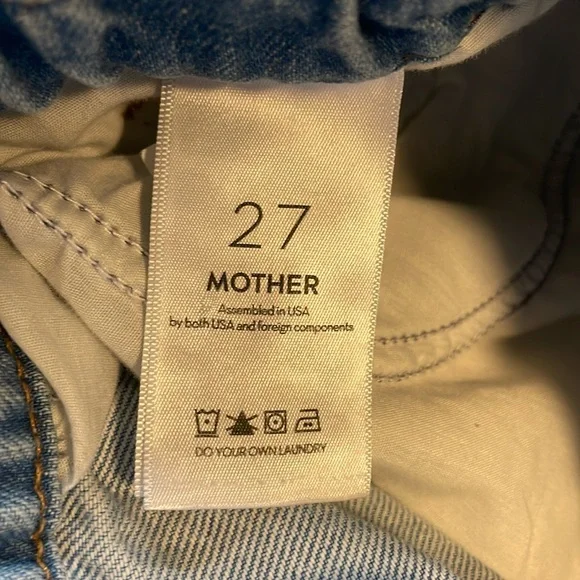 27
MOTHER
Assembled in USA
by both USA and foreign components
DO YOUR OWN LAUNDRY